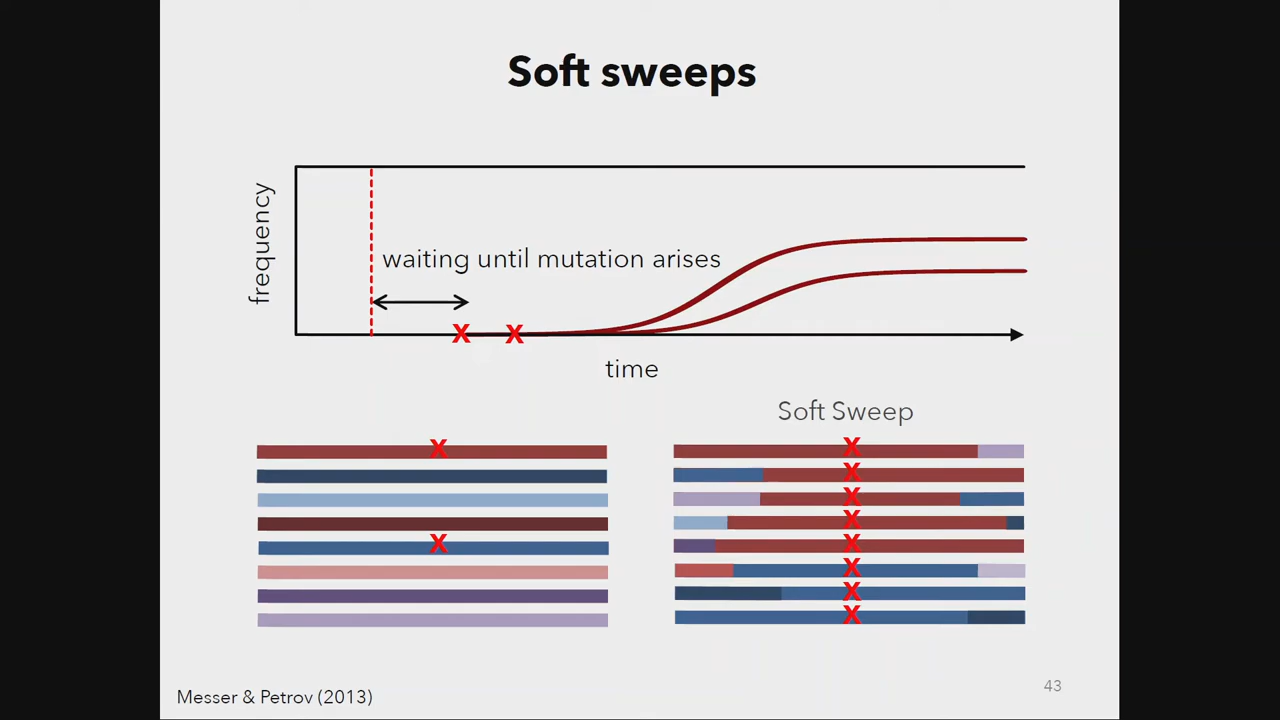 Soft sweeps
frequency
waiting until mutation arises
X X
time
Soft Sweep
X
X
X
X
X
X
X
X
X
X
Messer & Petrov (2013)
43